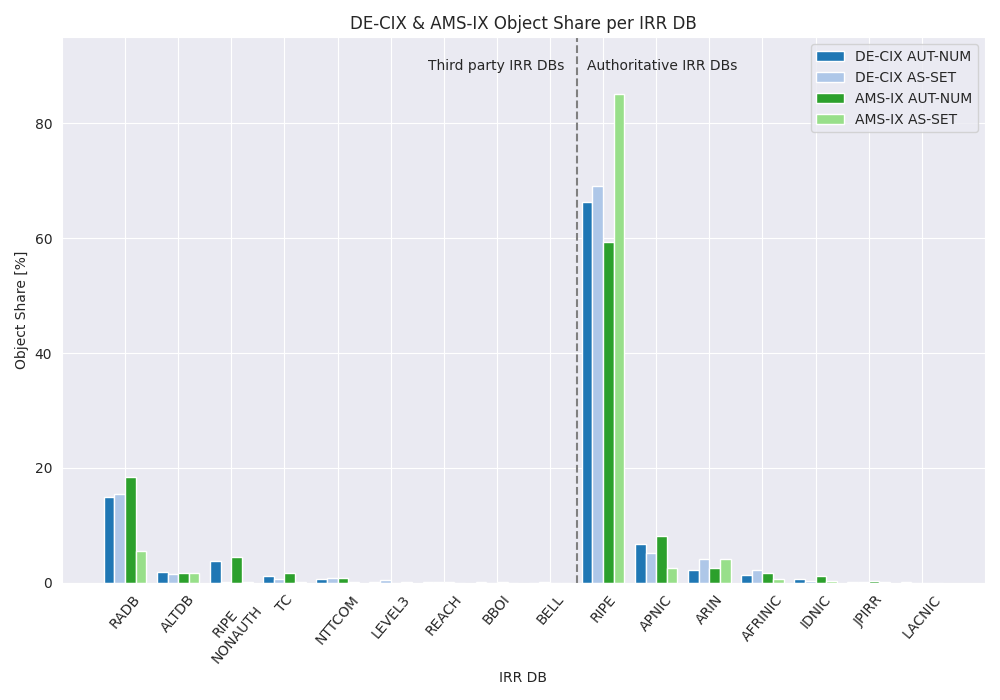 DE-CIX & AMS-IX Object Share per IRR DB
Third party IRR DBs
Authoritative IRR DBs
DE-CIX AUT-NUM
DE-CIX AS-SET
AMS-IX AUT-NUM
AMS-IX AS-SET
Object Share [%]
80
60
40
20
0
RADB
ALTDB
RIPE
NONAUTH
TC
NTTCOM
LEVEL3
REACH
BBOI
BELL
RIPE
APNIC
ARIN
AFRINIC
IDNIC
JPIRR
LACNIC
IRR DB